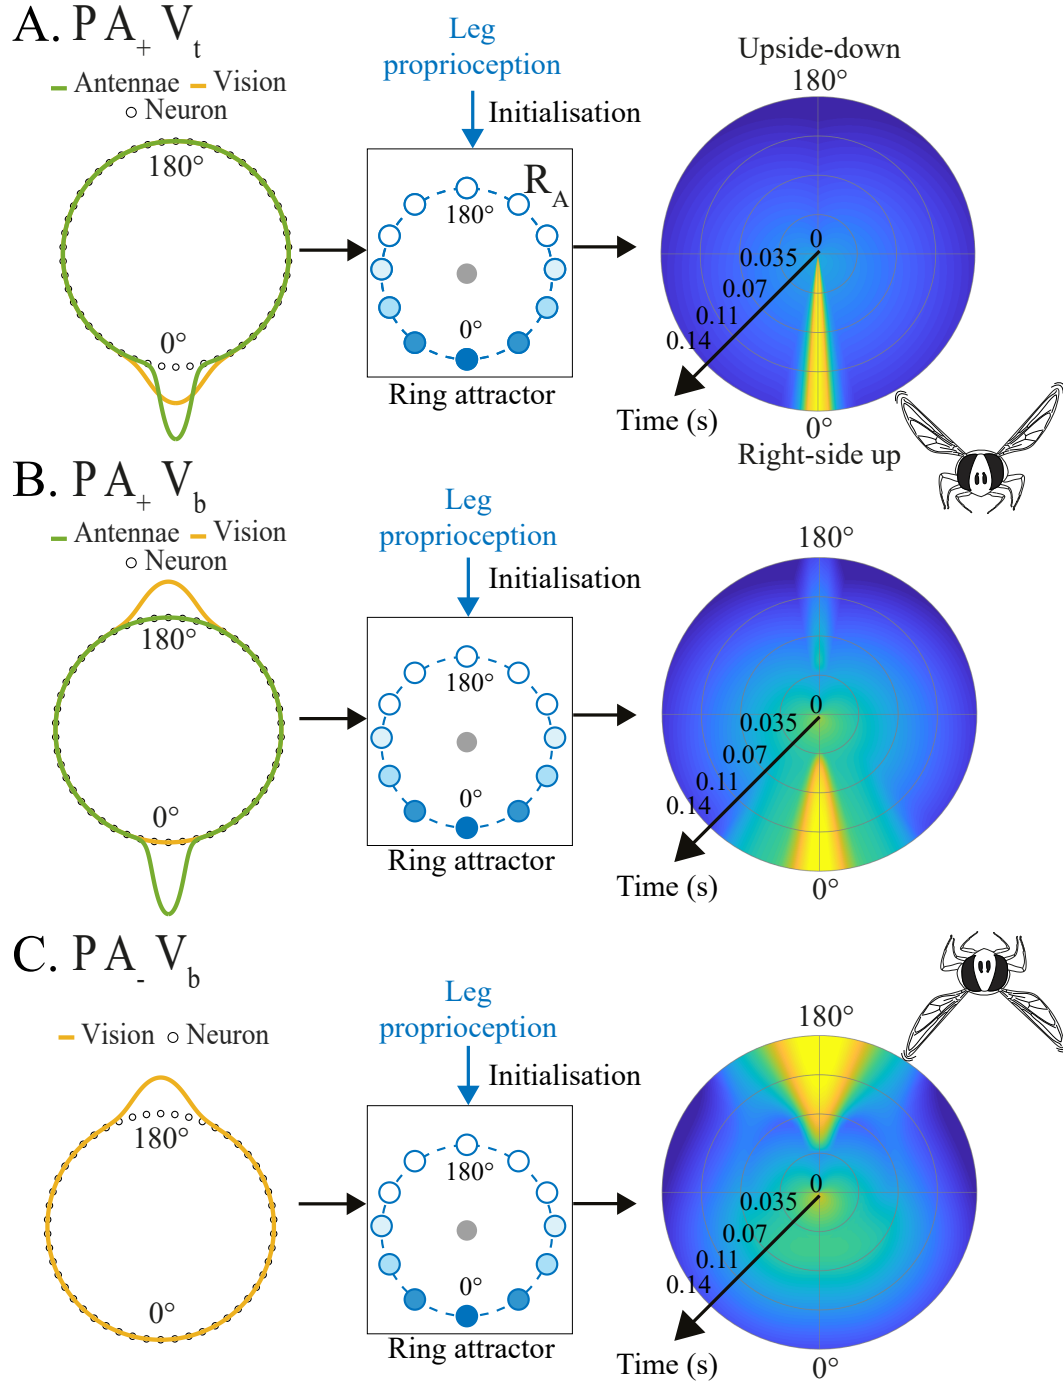 A. P A+ Vt
Antennae Vision
Neuron
180°
0°
Leg
proprioception
Initialisation
RA
180°
0°
Ring attractor
Upside-down
180°
0
0.035
0.07
0.11
0.14
Time (s)
0°
Right-side up
B. P A+ Vb
Antennae Vision
Neuron
180°
0°
Leg
proprioception
Initialisation
180°
0°
Ring attractor
180°
0
0.035
0.07
0.11
0.14
Time (s)
0°
C. P A- Vb
Vision Neuron
180°
0°
Leg
proprioception
Initialisation
180°
0°
Ring attractor
180°
0
0.035
0.07
0.11
0.14
Time (s)
0°